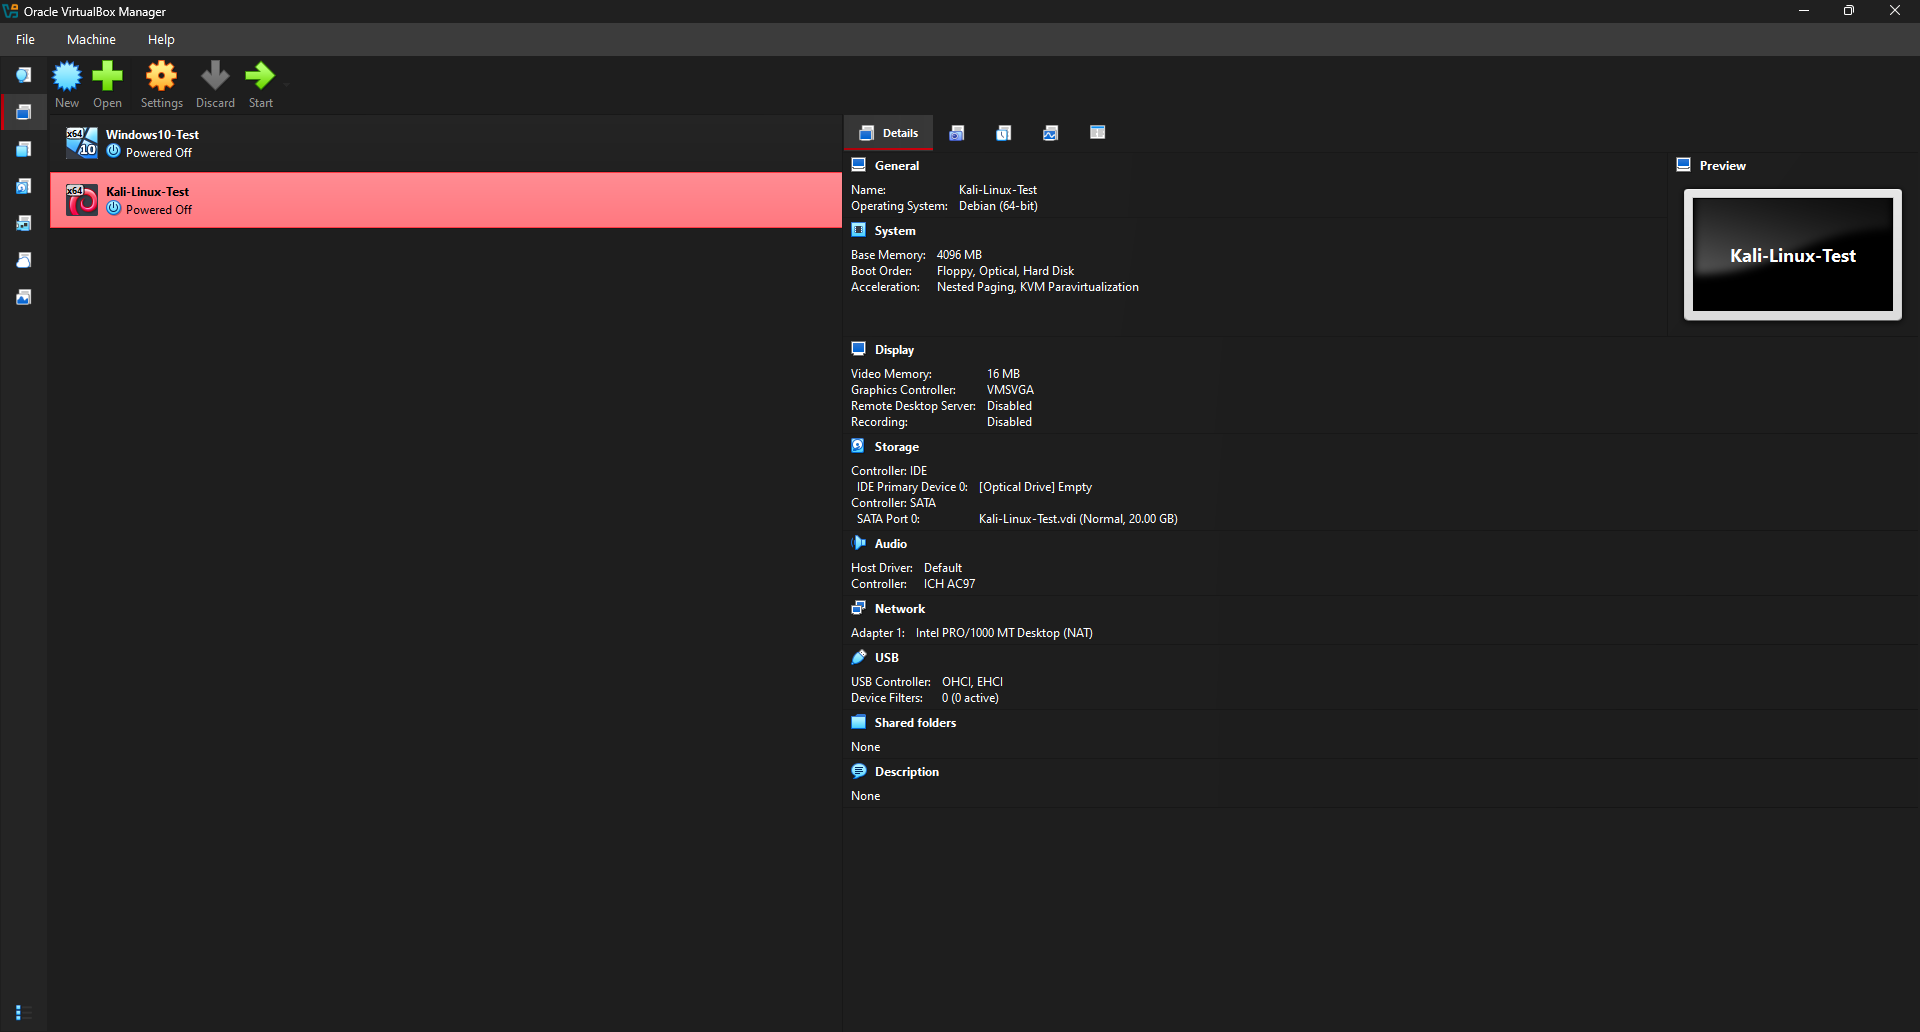 Oracle VirtualBox Manager
File Machine Help
New Open Settings Discard Start
x64 10 Windows10-Test
Powered Off
x64 Kali-Linux-Test
Powered Off
Details
General
Name: Kali-Linux-Test
Operating System: Debian (64-bit)
System
Base Memory: 4096 MB
Boot Order: Floppy, Optical, Hard Disk
Acceleration: Nested Paging, KVM Paravirtualization
Preview
Kali-Linux-Test
Display
Video Memory: 16 MB
Graphics Controller: VMSVGA
Remote Desktop Server: Disabled
Recording: Disabled
Storage
Controller: IDE
IDE Primary Device 0: [Optical Drive] Empty
Controller: SATA
SATA Port 0: Kali-Linux-Test.vdi (Normal, 20.00 GB)
Audio
Host Driver: Default
Controller: ICH AC97
Network
Adapter 1: Intel PRO/1000 MT Desktop (NAT)
USB
USB Controller: OHCI, EHCI
Device Filters: 0 (0 active)
Shared folders
None
Description
None